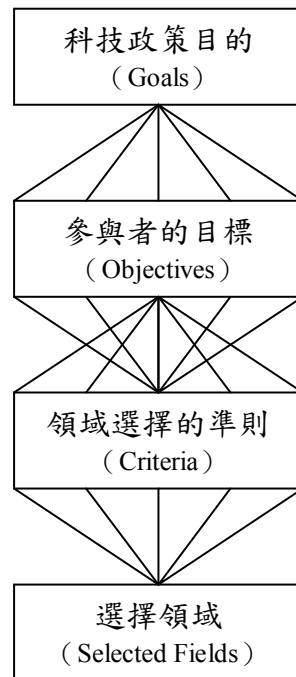 科技政策目的
（Goals）
參與者的目標
（Objectives）
領域選擇的準則
（Criteria）
選擇領域
（Selected Fields）